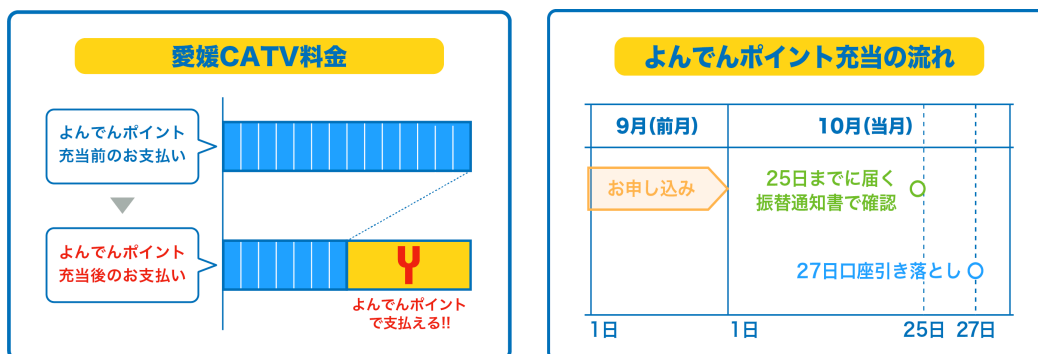 愛媛CATV料金
よんでんポイント
充当前のお支払い
よんでんポイント
充当後のお支払い
よんでんポイント
で支払える!!
よんでんポイント充当の流れ
9月(前月)
10月(当月)
お申し込み
25日までに届く
振替通知書で確認
27日口座引き落とし
1日
1日
25日
27日